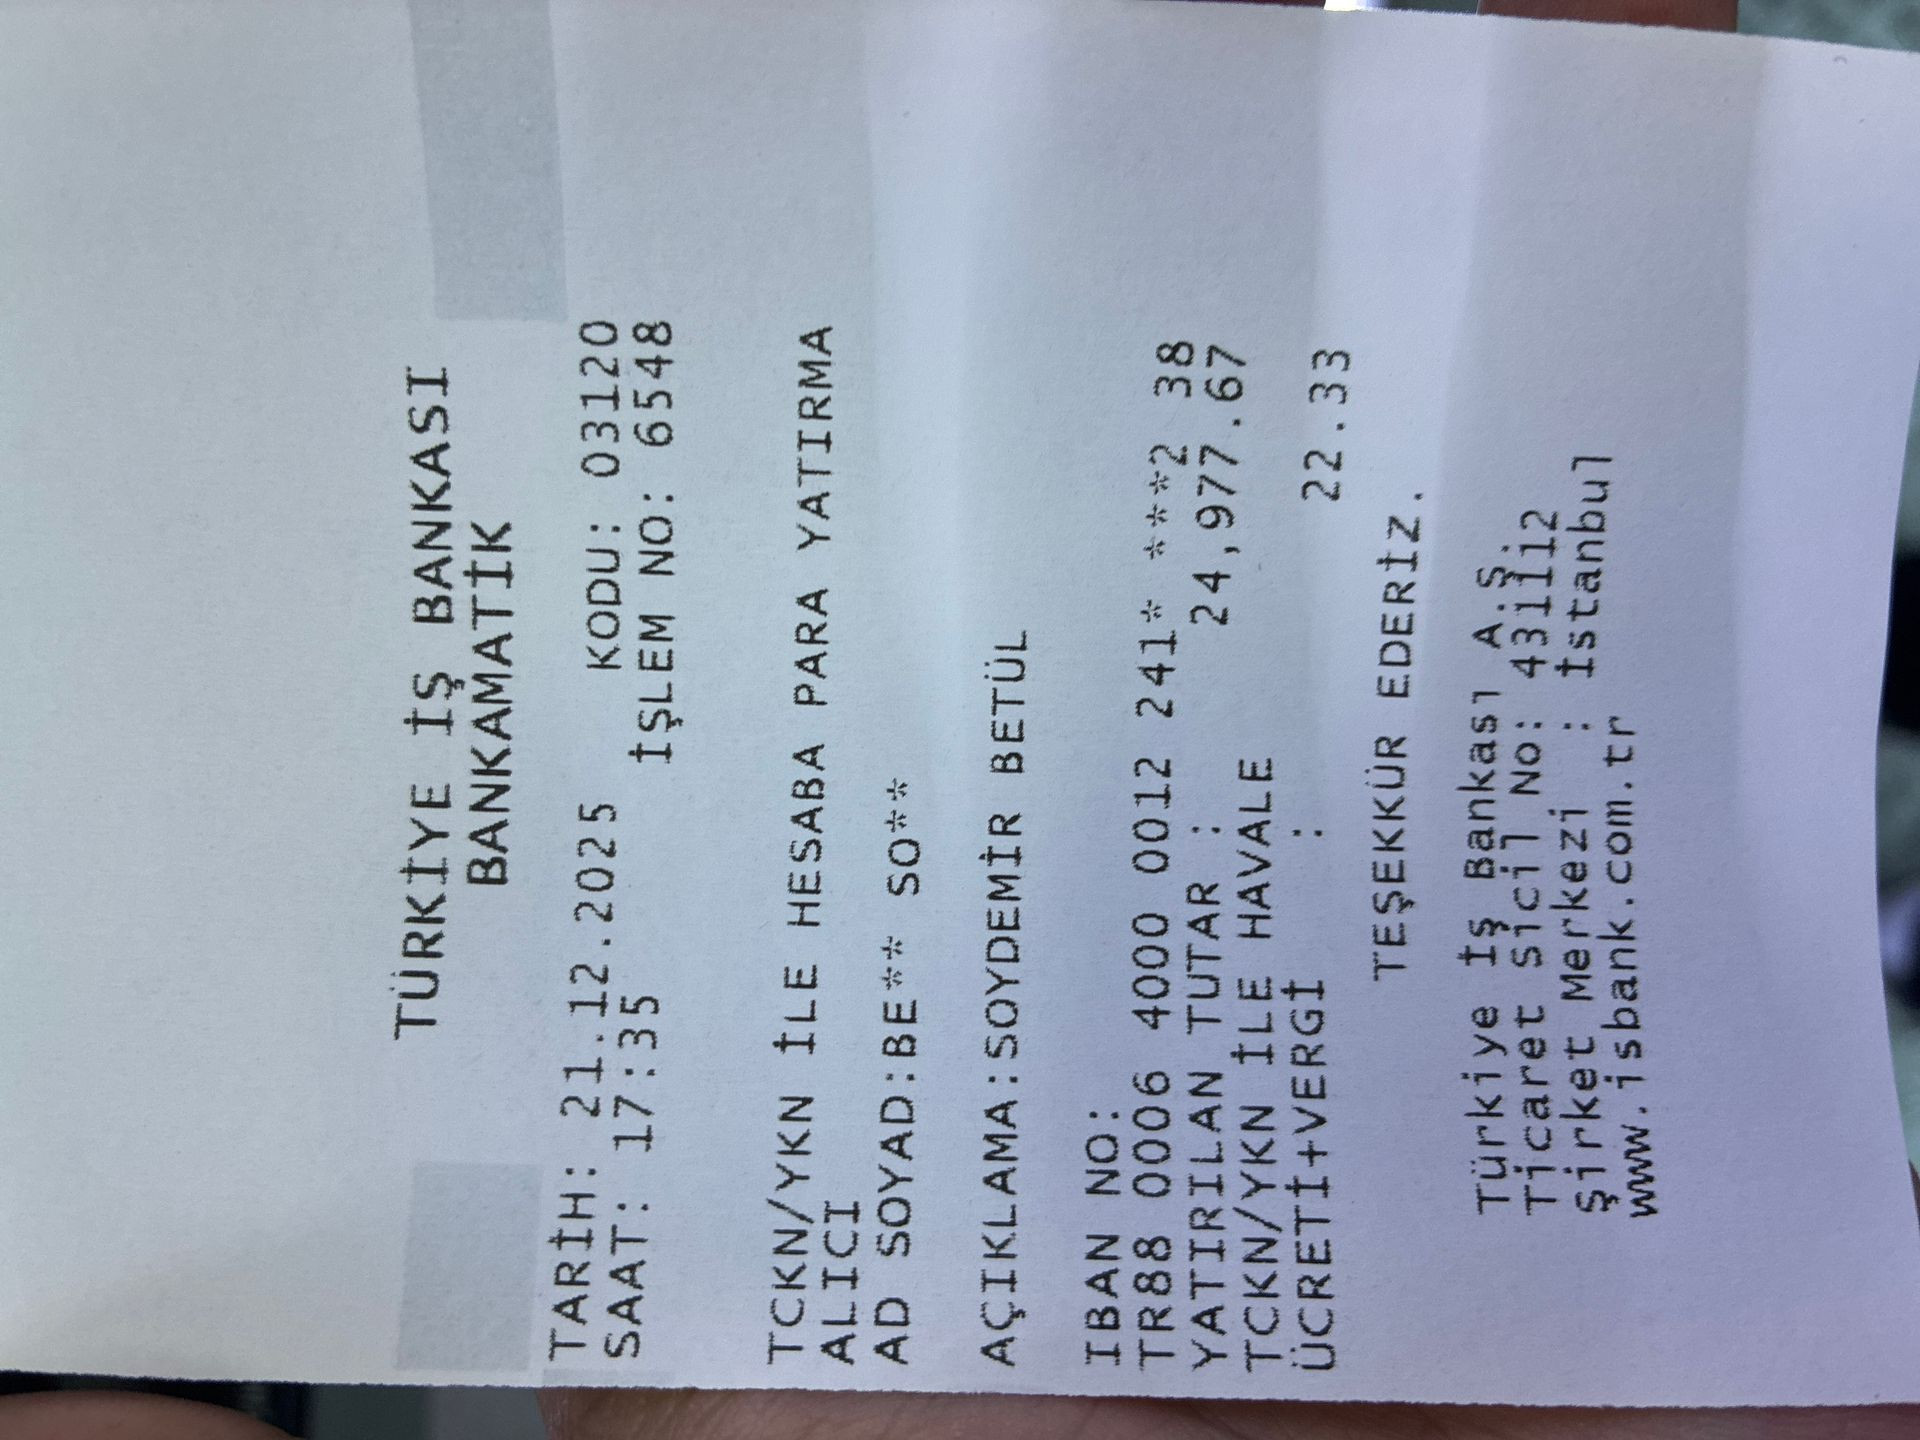 TÜRKİYE İŞ BANKASI
BANKAMATİK
TARİH: 21.12.2025 KODU: 03120
SAAT: 17:35 İŞLEM NO: 6548
TCKN/YKN İLE HESABA PARA YATIRMA
ALICI
AD SOYAD:BE** SO**
AÇIKLAMA:SOYDEMİR BETÜL
IBAN NO:
TR88 0006 4000 0012 241* ***2 38
YATIRILAN TUTAR : 24,977.67
TCKN/YKN İLE HAVALE
ÜCRETİ+VERGİ : 22.33
TEŞEKKÜR EDERİZ.
Türkiye İş Bankası A.Ş.
Ticaret Sicil No: 431112
Şirket Merkezi : İstanbul
www.isbank.com.tr